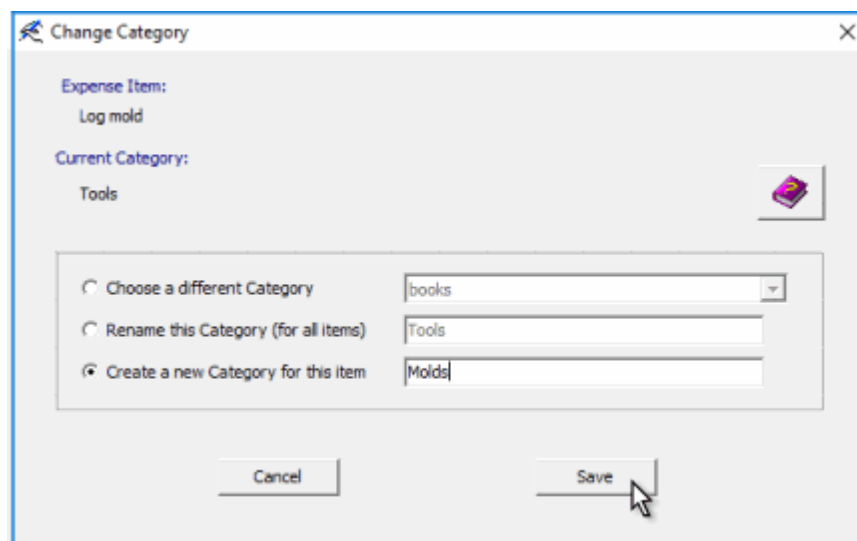 Change Category
Expense Item:
Log mold
Current Category:
Tools
?
Choose a different Category books
Rename this Category (for all items) Tools
Create a new Category for this item Molds
Cancel Save